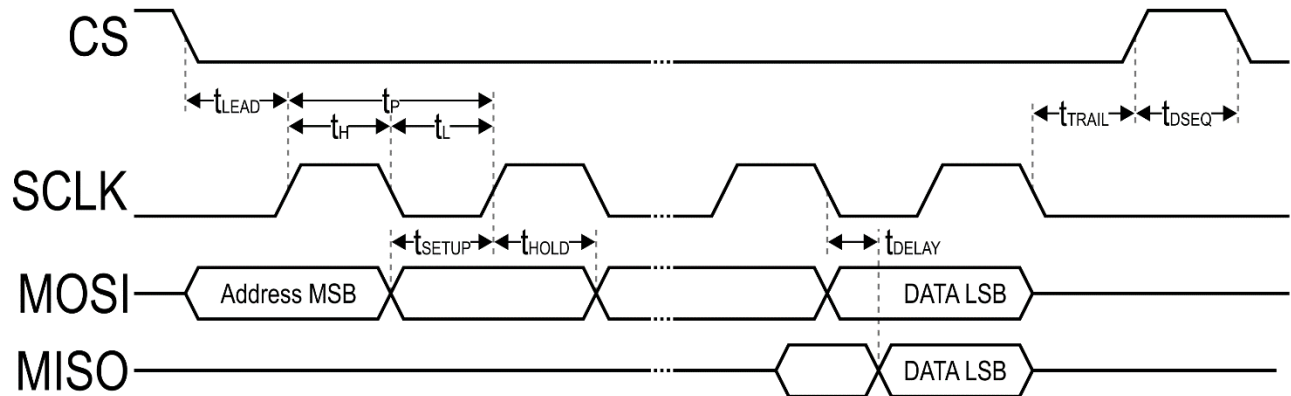 CS
tLEAD tP tTRAIL tDSEQ
tH tL
SCLK
tSETUP tHOLD tDELAY
MOSI Address MSB DATA LSB
MISO DATA LSB